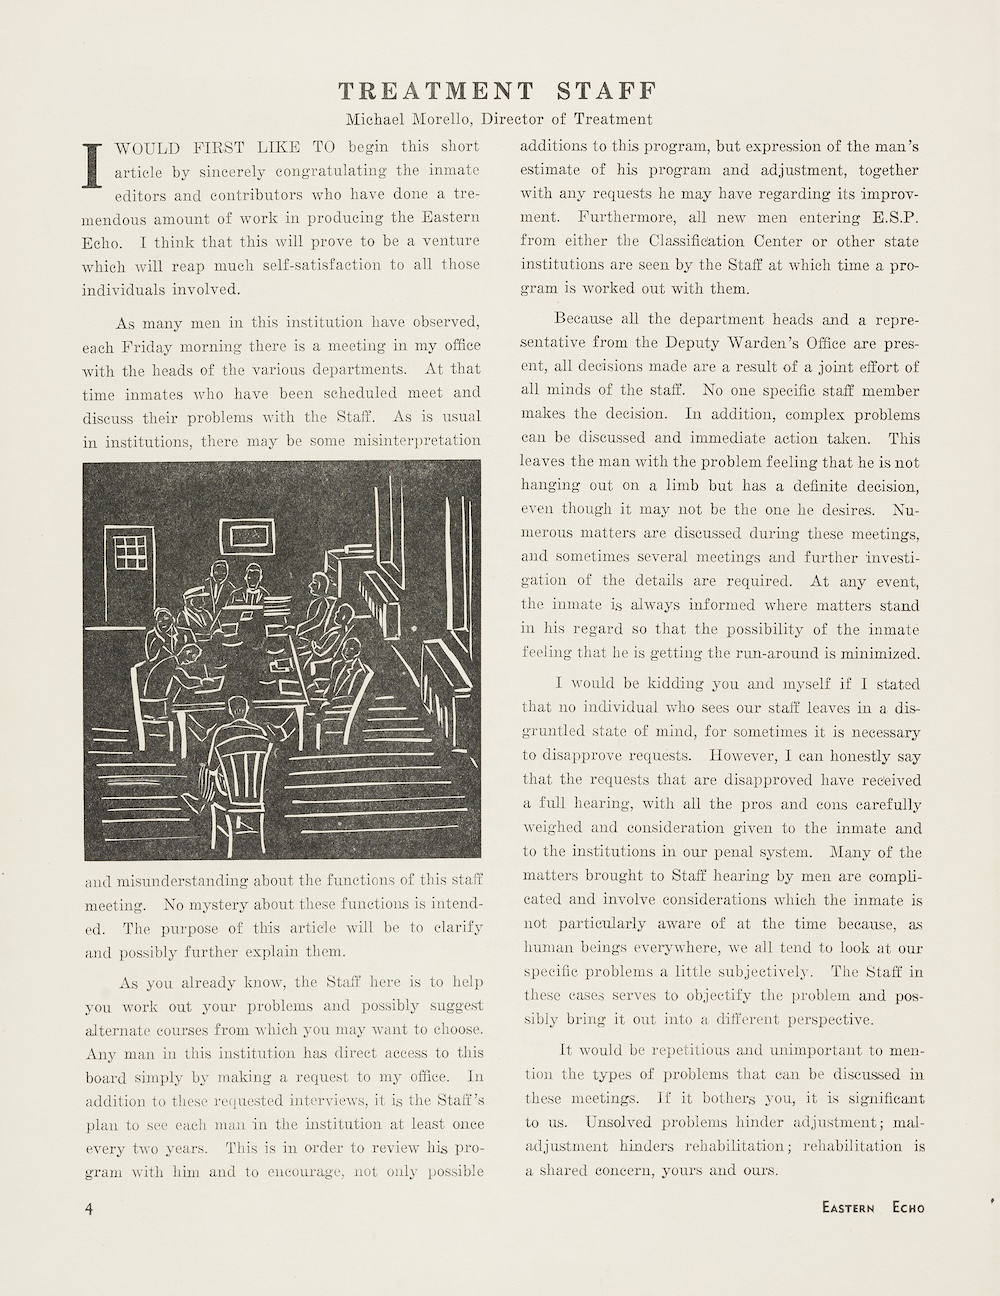 TREATMENT STAFF
Michael Morello, Director of Treatment
I WOULD FIRST LIKE TO begin this short
article by sincerely congratulating the inmate
editors and contributors who have done a tre-
mendous amount of work in producing the Eastern
Echo. I think that this will prove to be a venture
which will reap much self-satisfaction to all those
individuals involved.
As many men in this institution have observed,
each Friday morning there is a meeting in my office
with the heads of the various departments. At that
time inmates who have been scheduled meet and
discuss their problems with the Staff. As is usual
in institutions, there may be some misinterpretation
and misunderstanding about the functions of this staff
meeting. No mystery about these functions is intend-
ed. The purpose of this article will be to clarify
and possibly further explain them.
As you already know, the Staff here is to help
you work out your problems and possibly suggest
alternate courses from which you may want to choose.
Any man in this institution has direct access to this
board simply by making a request to my office. In
addition to these requested interviews, it is the Staff's
plan to see each man in the institution at least once
every two years. This is in order to review his pro-
gram with him and to encourage, not only possible
additions to this program, but expression of the man's
estimate of his program and adjustment, together
with any requests he may have regarding its improv-
ment. Furthermore, all new men entering E.S.P.
from either the Classification Center or other state
institutions are seen by the Staff at which time a pro-
gram is worked out with them.
Because all the department heads and a repre-
sentative from the Deputy Warden's Office are pres-
ent, all decisions made are a result of a joint effort of
all minds of the staff. No one specific staff member
makes the decision. In addition, complex problems
can be discussed and immediate action taken. This
leaves the man with the problem feeling that he is not
hanging out on a limb but has a definite decision,
even though it may not be the one he desires. Nu-
merous matters are discussed during these meetings,
and sometimes several meetings and further investi-
gation of the details are required. At any event,
the inmate is always informed where matters stand
in his regard so that the possibility of the inmate
feeling that he is getting the run-around is minimized.
I would be kidding you and myself if I stated
that no individual who sees our staff leaves in a dis-
gruntled state of mind, for sometimes it is necessary
to disapprove requests. However, I can honestly say
that the requests that are disapproved have received
a full hearing, with all the pros and cons carefully
weighed and consideration given to the inmate and
to the institutions in our penal system. Many of the
matters brought to Staff hearing by men are compli-
cated and involve considerations which the inmate is
not particularly aware of at the time because, as
human beings everywhere, we all tend to look at our
specific problems a little subjectively. The Staff in
these cases serves to objectify the problem and pos-
sibly bring it out into a different perspective.
It would be repetitious and unimportant to men-
tion the types of problems that can be discussed in
these meetings. If it bothers you, it is significant
to us. Unsolved problems hinder adjustment; mal-
adjustment hinders rehabilitation; rehabilitation is
a shared concern, yours and ours.
4
EASTERN ECHO